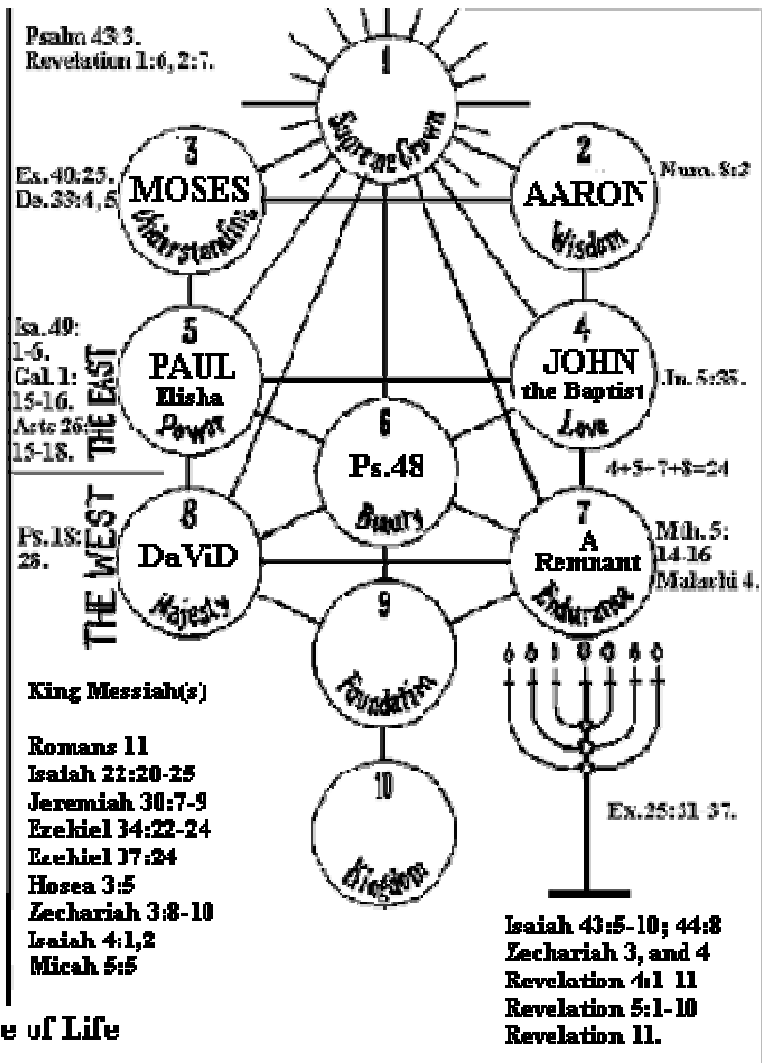 Psalm 43:3.
Revelation 1:6, 2:7.
1
Supreme Crown
3
MOSES
Understanding
Ex. 40:25.
De. 33:4, 5
2
AARON
Wisdom
Num. 8:2
Isa. 49:
1-6.
Gal. 1:
15-16.
Acts 26:
15-18.
THE EAST
5
PAUL
Elisha
Power
4
JOHN
the Baptist
Love
Jn. 5:35.
6
Ps.48
Beauty
4+5+7+8=24
THE WEST
Ps. 18:
28.
8
DaViD
Majesty
7
A
Remnant
Endurance
Mth. 5:
14-16
Malachi 4.
9
Foundation
10
Kingdom
King Messiah(s)
Romans 11
Isaiah 22:20-25
Jeremiah 30:7-9
Ezekiel 34:22-24
Ezekiel 37:24
Hosea 3:5
Zechariah 3:8-10
Isaiah 4:1,2
Micah 5:5
Ex. 25:31-37.
Isaiah 43:5-10; 44:8
Zechariah 3, and 4
Revelation 4:1-11
Revelation 5:1-10
Revelation 11.
e of Life